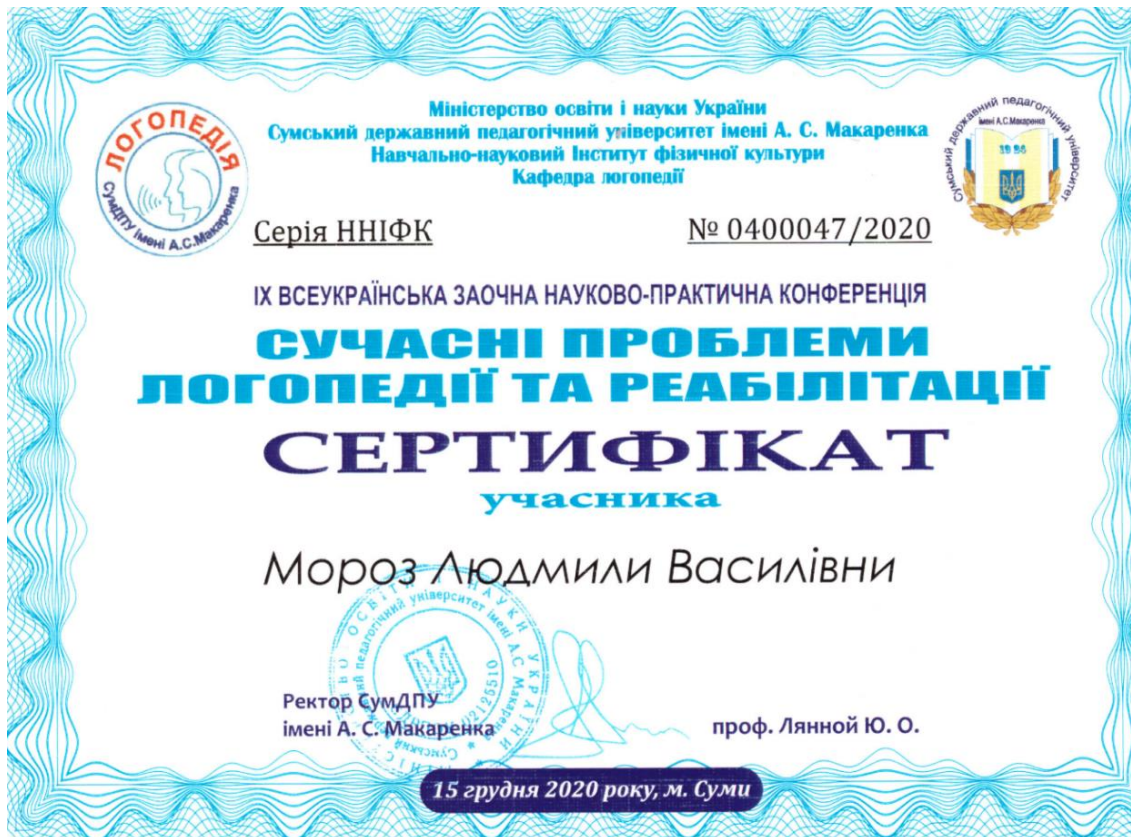 Міністерство освіти і науки України
Сумський державний педагогічний університет імені А. С. Макаренка
Навчально-науковий Інститут фізичної культури
Кафедра логопедії
ЛОГОПЕДІЯ
СумДПУ імені А.С.Макаренка
Сумський державний педагогічний університет
імені А.С.Макаренка
Серія ННІФК
№ 0400047/2020
ІХ ВСЕУКРАЇНСЬКА ЗАОЧНА НАУКОВО-ПРАКТИЧНА КОНФЕРЕНЦІЯ
СУЧАСНІ ПРОБЛЕМИ
ЛОГОПЕДІЇ ТА РЕАБІЛІТАЦІЇ
СЕРТИФІКАТ
учасника
Мороз Людмили Василівни
Ректор СумДПУ
імені А. С. Макаренка
проф. Лянной Ю. О.
02125510
15 грудня 2020 року, м. Суми